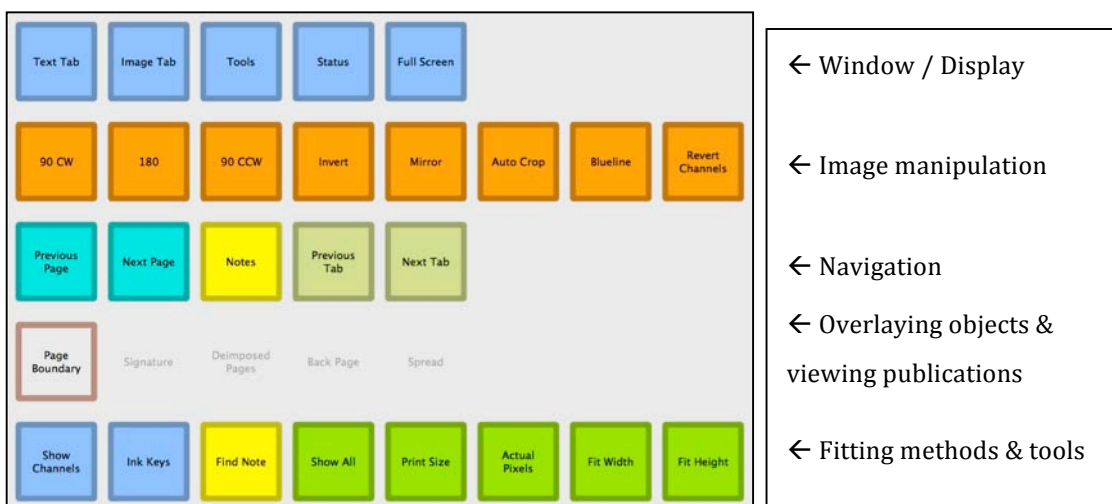 Text Tab Image Tab Tools Status Full Screen
← Window / Display
90 CW 180 90 CCW Invert Mirror Auto Crop Blueline Revert
Channels
← Image manipulation
Previous
Page Next Page Notes Previous
Tab Next Tab
← Navigation
Page
Boundary Signature Deimposed
Pages Back Page Spread
← Overlaying objects &
viewing publications
Show
Channels Ink Keys Find Note Show All Print Size Actual
Pixels Fit Width Fit Height
← Fitting methods & tools